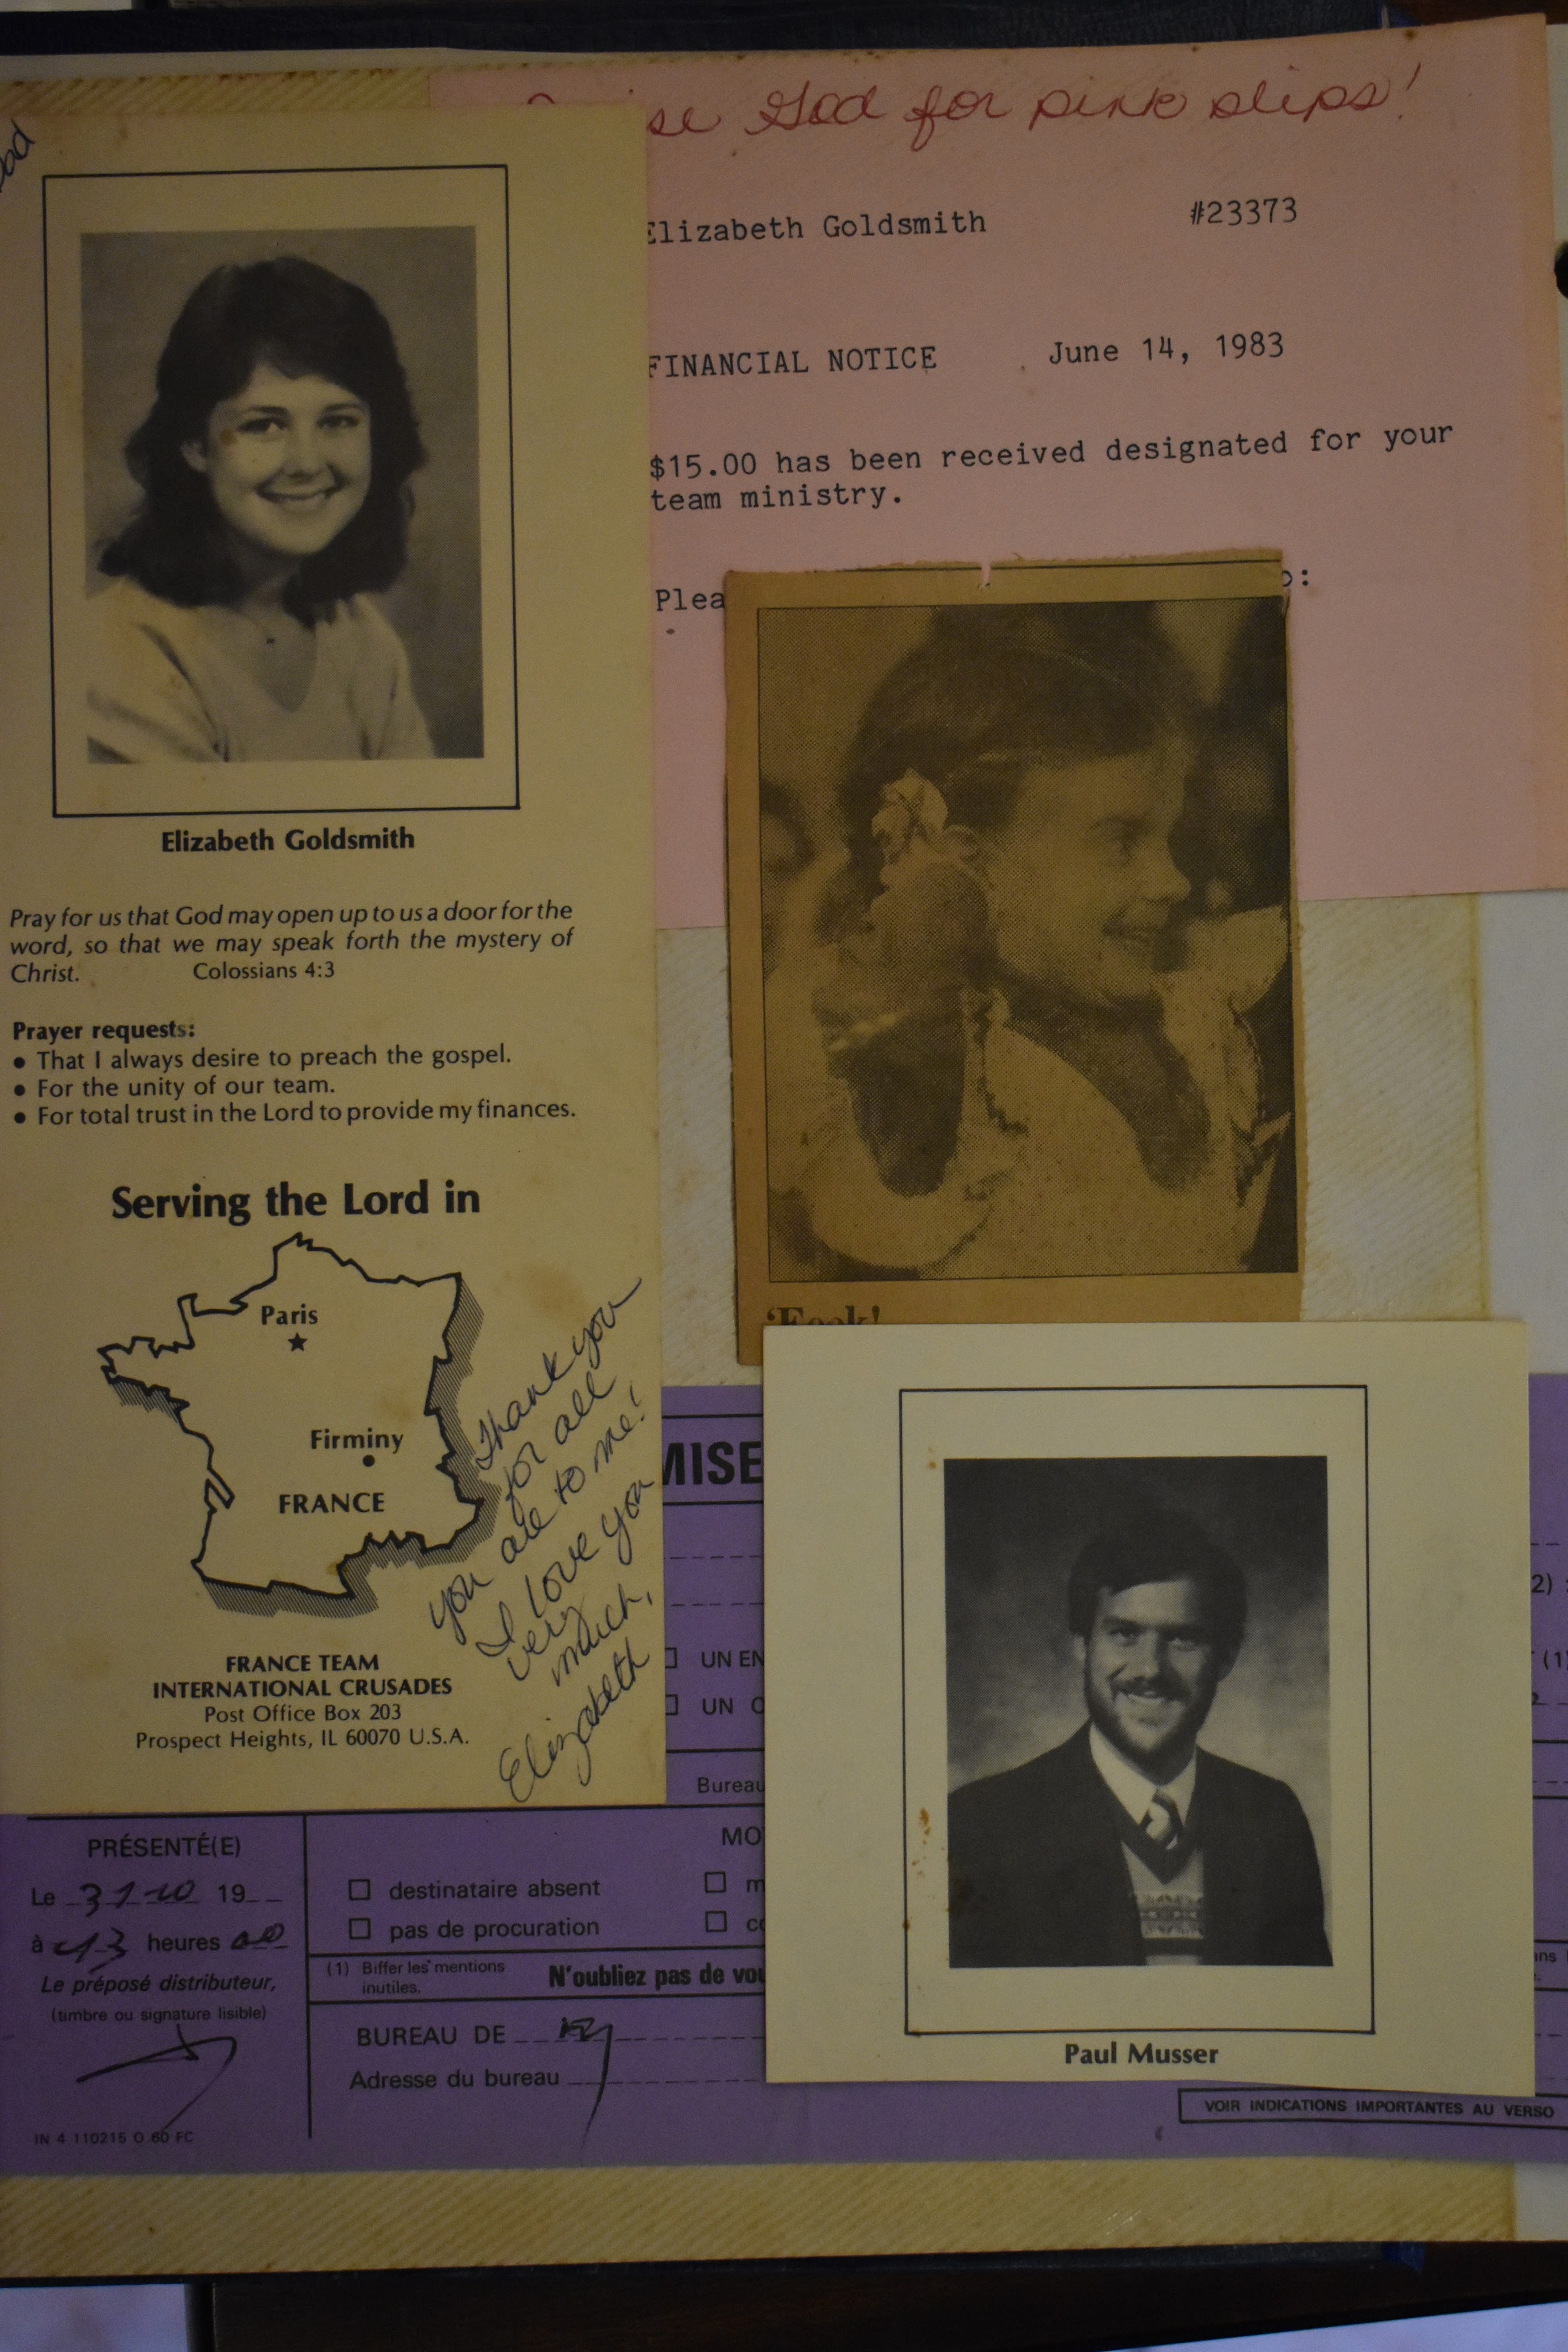 se God for pink slips!
Elizabeth Goldsmith #23373
FINANCIAL NOTICE June 14, 1983
$15.00 has been received designated for your
team ministry.
Plea
o:
Elizabeth Goldsmith
Pray for us that God may open up to us a door for the
word, so that we may speak forth the mystery of
Christ. Colossians 4:3
Prayer requests:
• That I always desire to preach the gospel.
• For the unity of our team.
• For total trust in the Lord to provide my finances.
Serving the Lord in
Paris
Firminy
FRANCE
Thank you
for all
you are to me!
I love you
very
much,
Elizabeth
FRANCE TEAM
INTERNATIONAL CRUSADES
Post Office Box 203
Prospect Heights, IL 60070 U.S.A.
Paul Musser
MISE
2) :
UN EN
(1)
UN
Bureau
PRÉSENTÉ(E)
MO
Le 31-10 19
destinataire absent
m
à 13 heures 00
pas de procuration
Le préposé distributeur,
(timbre ou signature lisible)
(1) Biffer les mentions
inutiles.
N'oubliez pas de vou
BUREAU DE
Adresse du bureau
VOIR INDICATIONS IMPORTANTES AU VERSO
IN 4 110215 O 60 FC